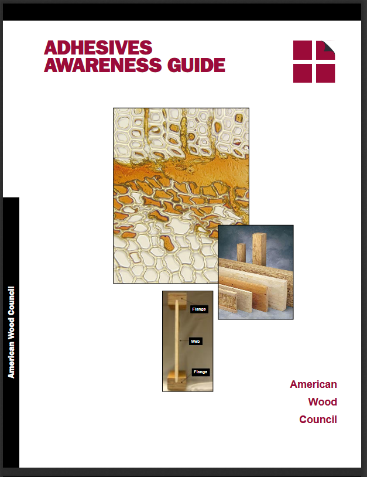 ADHESIVES
AWARENESS GUIDE
American Wood Council
Flange
Web
Flange
American
Wood
Council